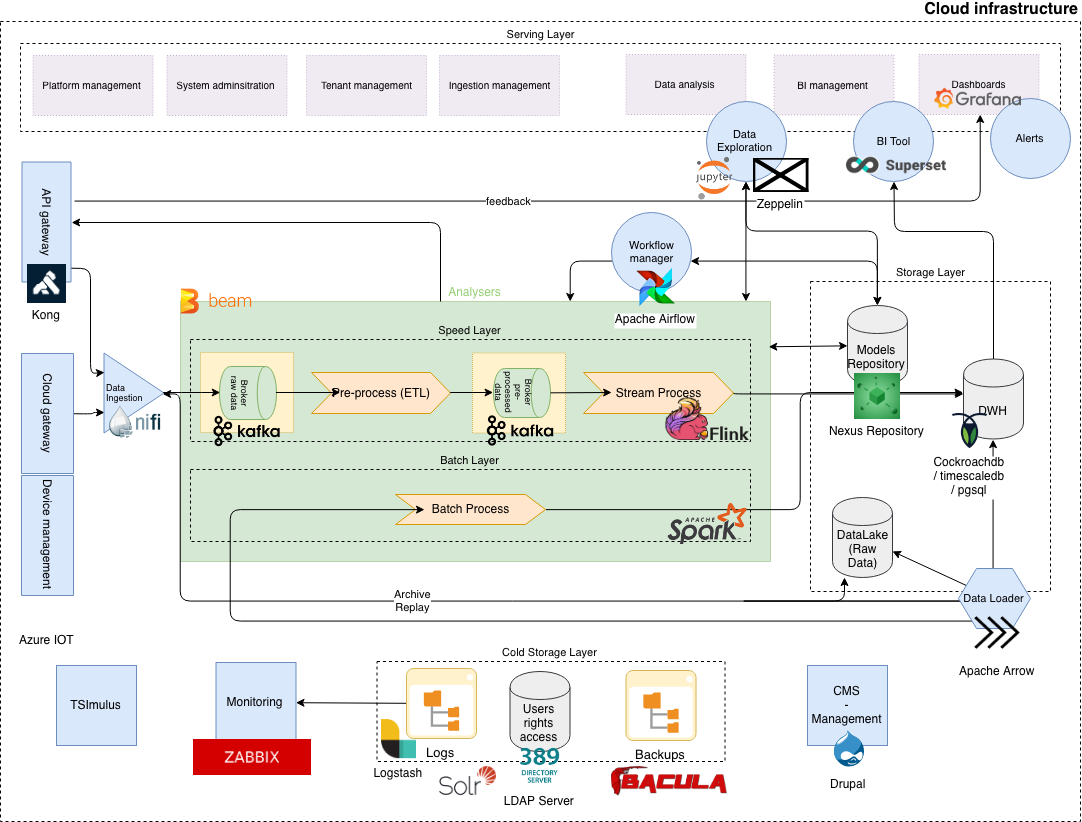 Cloud infrastructure
Serving Layer
Platform management
System adminsitration
Tenant management
Ingestion management
Data analysis
BI management
Dashboards
Grafana
Data
Exploration
BI Tool
Alerts
jupyter
Zeppelin
Superset
API gateway
feedback
Kong
Workflow
manager
Apache Airflow
Storage Layer
beam
Analysers
Speed Layer
Models
Repository
Nexus Repository
Cloud gateway
Data
Ingestion
nifi
Broker
raw data
kafka
Pre-process (ETL)
Broker
pre-
processed
data
kafka
Stream Process
Flink
DWH
Cockroachdb
/ timescaledb
/ pgsql
Batch Layer
Batch Process
APACHE
Spark
Device management
DataLake
(Raw
Data)
Archive
Replay
Data Loader
Apache Arrow
Azure IOT
TSImulus
Monitoring
ZABBIX
Cold Storage Layer
Logs
Logstash
Solr
Users
rights
access
389
DIRECTORY
SERVER
LDAP Server
Backups
BACULA
CMS
-
Management
Drupal